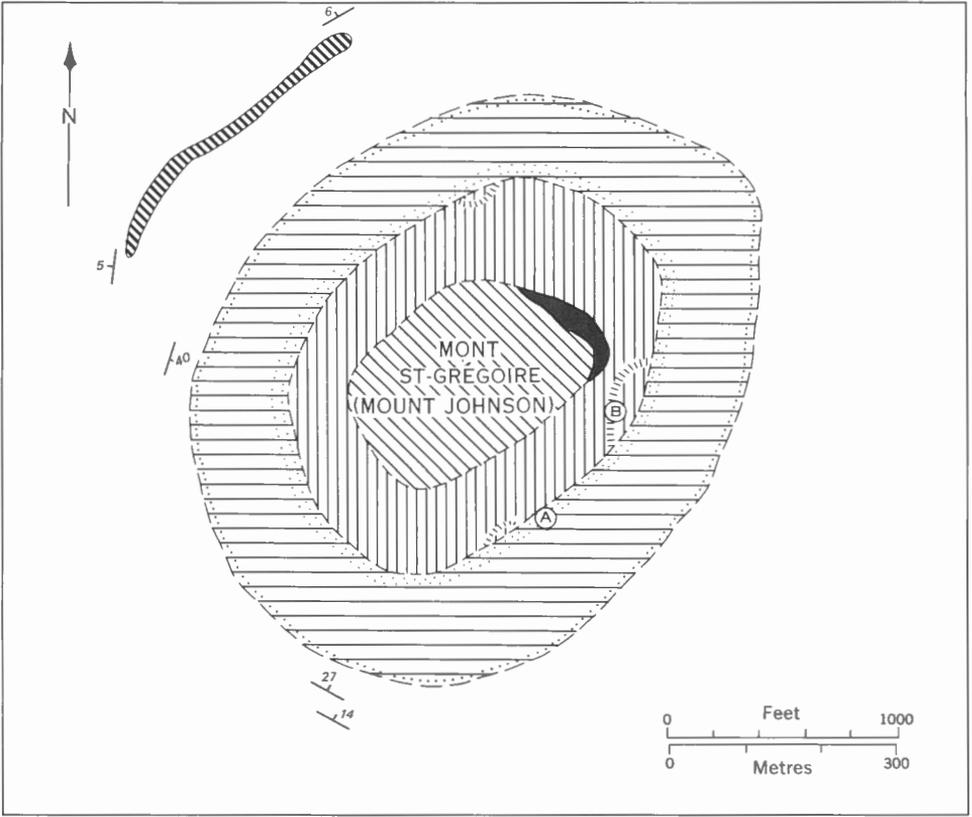 6
N
5
MONT
ST-GRÉGOIRE
(MOUNT JOHNSON)
40
B
A
27
14
0 Feet 1000
0 Metres 300